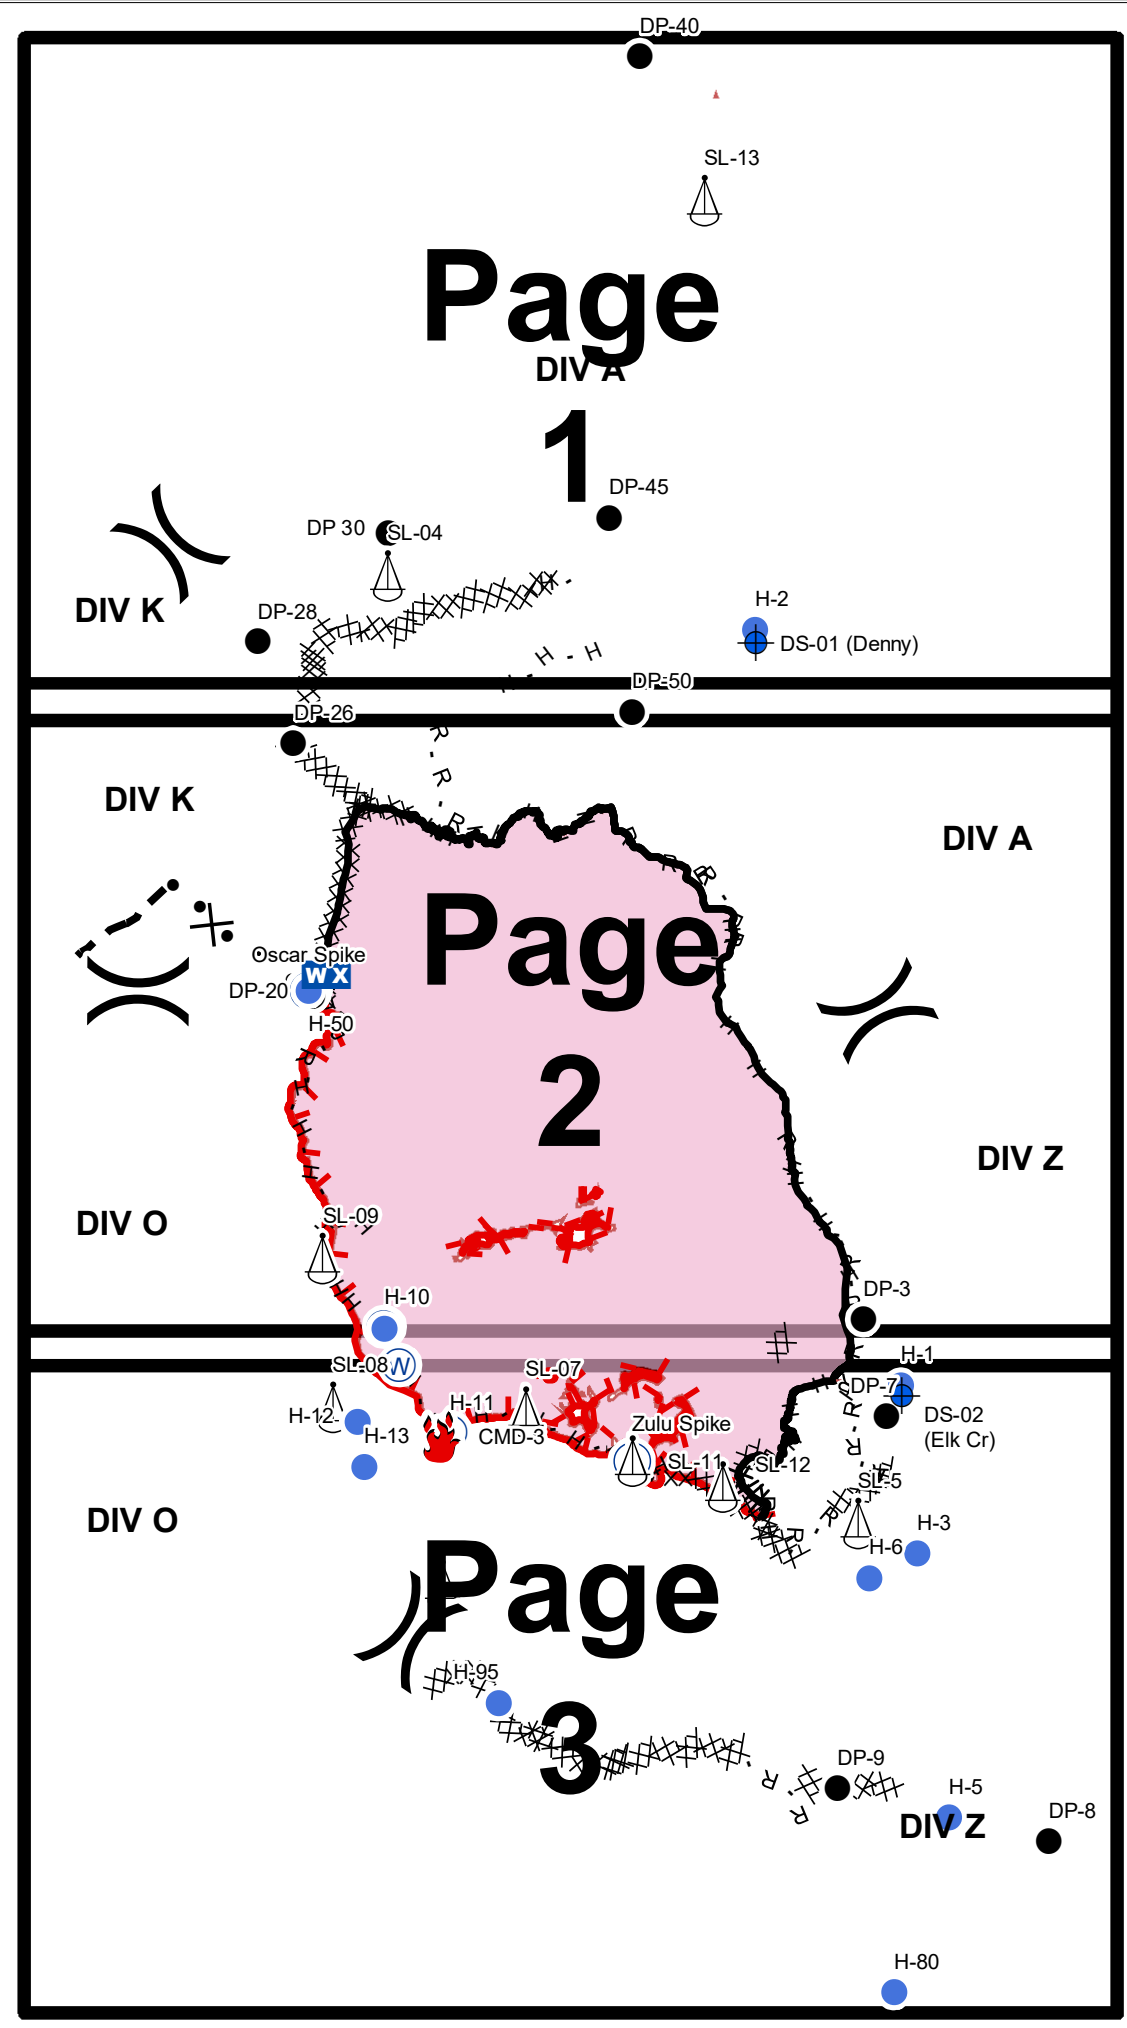 DP-40
SL-13
Page
DIV A
1
DP-45
DP 30
SL-04
DIV K
DP-28
H-2
DS-01 (Denny)
H - H
DP-50
DP-26
R - R - R
DIV K
DIV A
R
R
Page
Oscar Spike
W X
DP-20
H-50
R
2
H
H
DIV Z
DIV O
SL-09
H
H H
DP-3
H-10
H-1
SL-08
W
SL-07
DP-7
H-11
H
H-12
DS-02
(Elk Cr)
H-13
CMD-3
H
Zulu Spike
R
R
SL-11
SL-12
SL-5
DIV O
R
R
H-3
H-6
Page
H-95
3
DP-9
R
R
H-5
DIV Z
DP-8
H-80